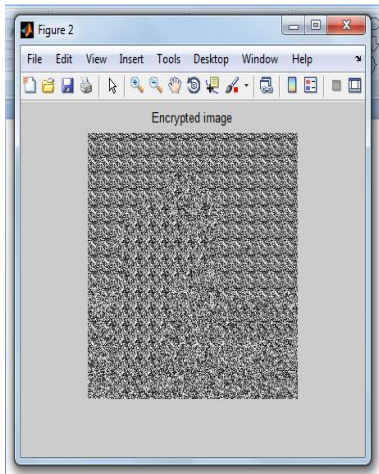 Figure 2
File Edit View Insert Tools Desktop Window Help
Encrypted image